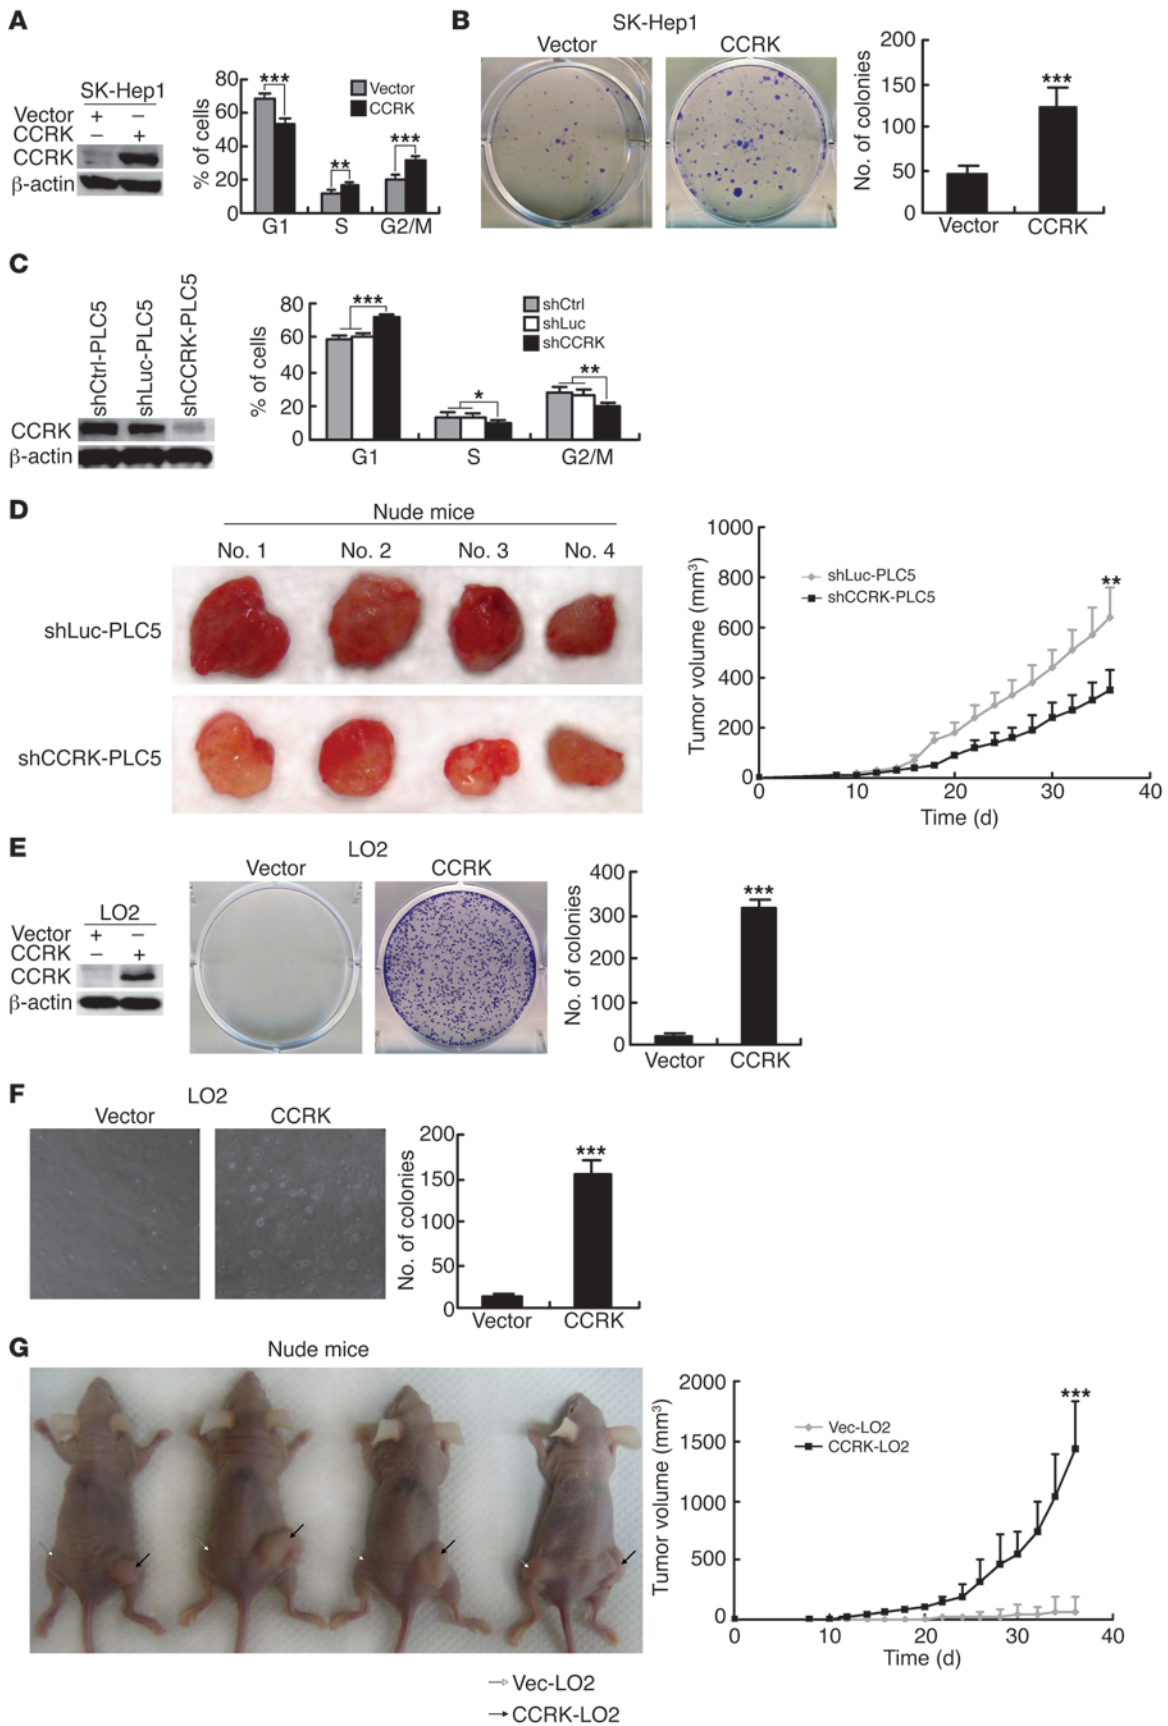 A
SK-Hep1
Vector + –
CCRK – +
CCRK
β-actin
% of cells
80
60
40
20
0
***
**
***
Vector
CCRK
G1 S G2/M
B
SK-Hep1
Vector CCRK
No. of colonies
200
150
100
50
0
***
Vector CCRK
C
shCtrl-PLC5
shLuc-PLC5
shCCRK-PLC5
CCRK
β-actin
% of cells
80
60
40
20
0
***
*
**
shCtrl
shLuc
shCCRK
G1 S G2/M
D
Nude mice
No. 1 No. 2 No. 3 No. 4
shLuc-PLC5
shCCRK-PLC5
Tumor volume (mm³)
1000
800
600
400
200
0
shLuc-PLC5
shCCRK-PLC5
**
0 10 20 30 40
Time (d)
E
LO2
Vector + –
CCRK – +
CCRK
β-actin
LO2
Vector CCRK
No. of colonies
400
300
200
100
0
***
Vector CCRK
F
LO2
Vector CCRK
No. of colonies
200
150
100
50
0
***
Vector CCRK
G
Nude mice
Vec-LO2
CCRK-LO2
Tumor volume (mm³)
2000
1500
1000
500
0
Vec-LO2
CCRK-LO2
***
0 10 20 30 40
Time (d)